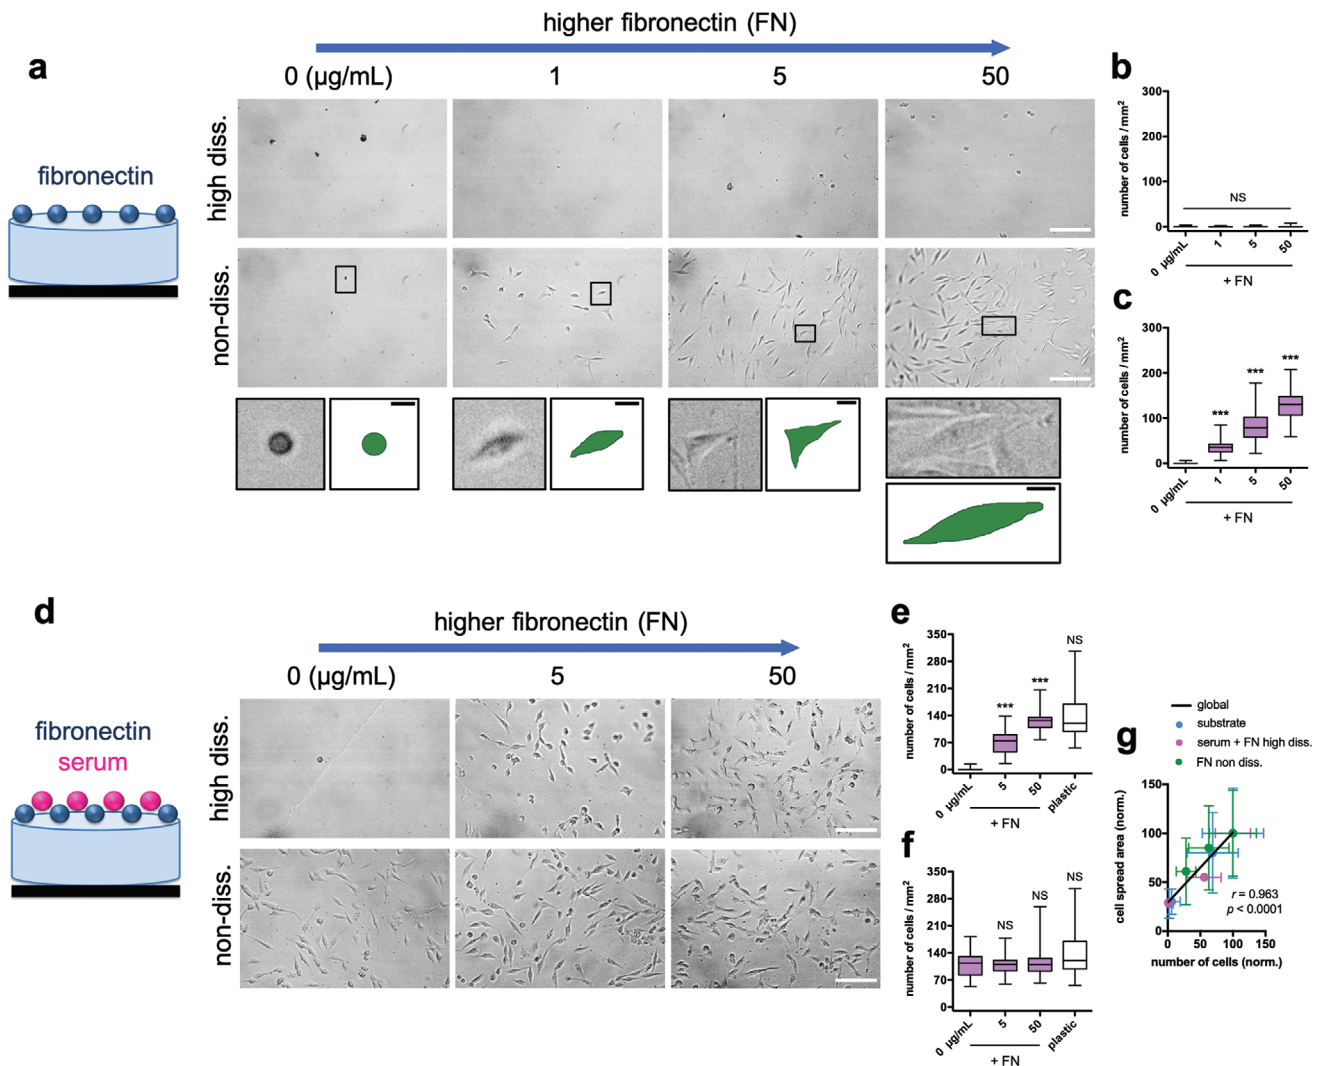 higher fibronectin (FN)
a
0 (µg/mL)
1
5
50
fibronectin
high diss.
non-diss.
b
number of cells / mm²
300
200
100
0
NS
0 µg/mL
1
5
50
+ FN
c
number of cells / mm²
300
200
100
0
***
***
***
0 µg/mL
1
5
50
+ FN
d
higher fibronectin (FN)
0 (µg/mL)
5
50
fibronectin
serum
high diss.
non-diss.
e
number of cells / mm²
350
280
210
140
70
0
***
***
NS
0 µg/mL
5
50
plastic
+ FN
f
number of cells / mm²
350
280
210
140
70
0
NS
NS
NS
0 µg/mL
5
50
plastic
+ FN
g
global
substrate
serum + FN high diss.
FN non diss.
cell spread area (norm.)
150
100
50
0
r = 0.963
p < 0.0001
0
50
100
150
number of cells (norm.)